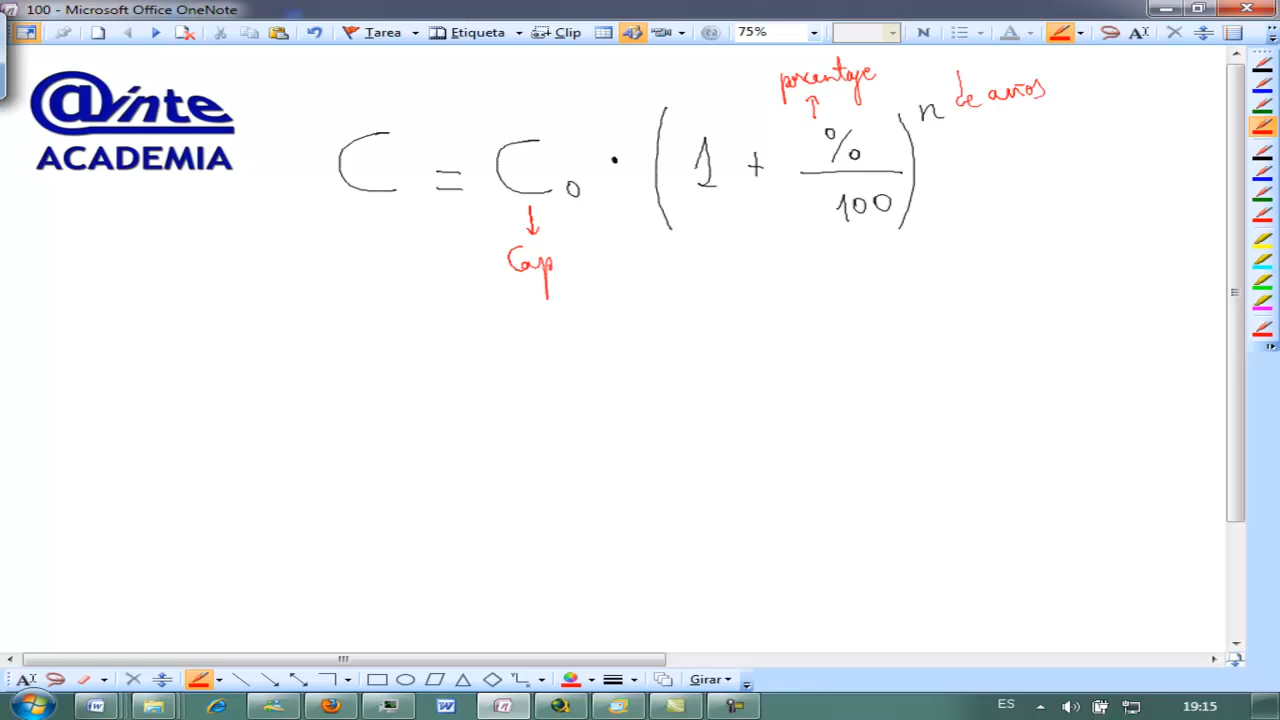 100 - Microsoft Office OneNote
Tarea Etiqueta Clip 75% N A
@inte
ACADEMIA
porcentaje
de años
C = C₀ · (1 + %/100)ⁿ
Cap
Girar
ES 19:15